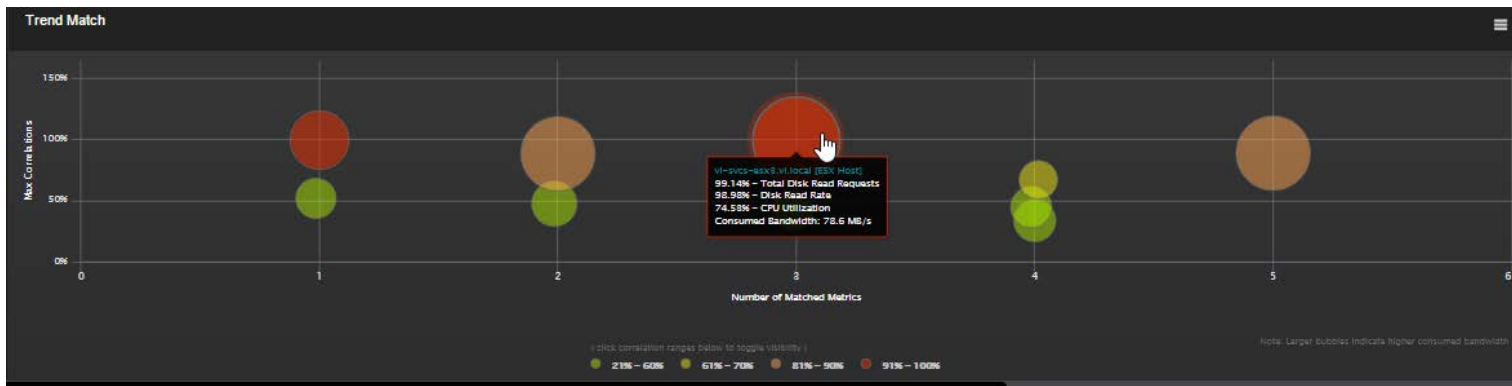 Trend Match
150%
100%
50%
0%
Max Correlations
0
1
2
3
4
5
6
vi-svcs-esx8.vi.local [ESX Host]
99.14% - Total Disk Read Requests
98.98% - Disk Read Rate
74.58% - CPU Utilization
Consumed Bandwidth: 78.6 MB/s
Number of Matched Metrics
( click correlation ranges below to toggle visibility )
Note: Larger bubbles indicate higher consumed bandwidth
21% - 60%
61% - 70%
81% - 90%
91% - 100%